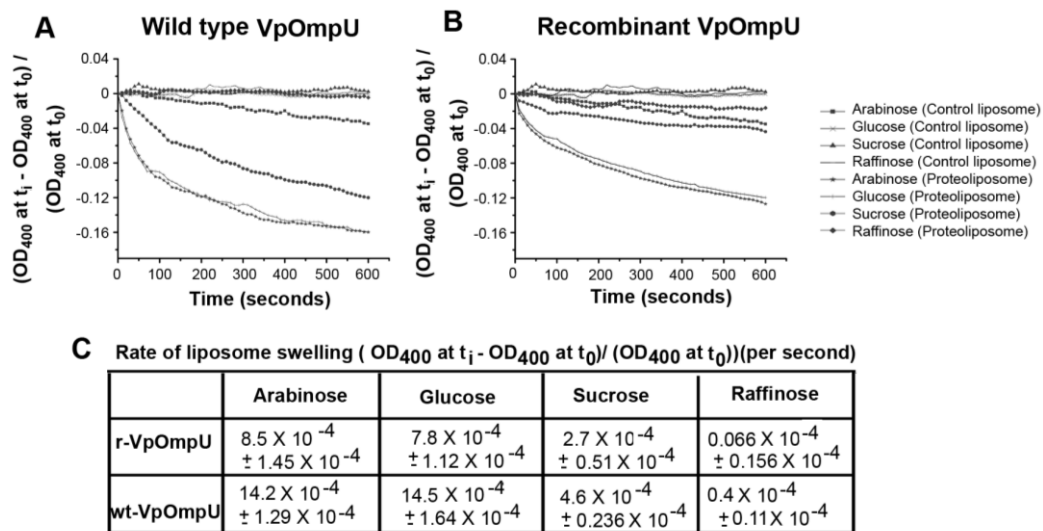 A
Wild type VpOmpU
(OD400 at ti - OD400 at t0) /
(OD400 at t0)
0.04
0
-0.04
-0.08
-0.12
-0.16
0 100 200 300 400 500 600
Time (seconds)
B
Recombinant VpOmpU
(OD400 at ti - OD400 at t0) /
(OD400 at t0)
0.04
0
-0.04
-0.08
-0.12
-0.16
0 100 200 300 400 500 600
Time (seconds)
Arabinose (Control liposome)
Glucose (Control liposome)
Sucrose (Control liposome)
Raffinose (Control liposome)
Arabinose (Proteoliposome)
Glucose (Proteoliposome)
Sucrose (Proteoliposome)
Raffinose (Proteoliposome)
C Rate of liposome swelling ( OD400 at ti - OD400 at t0)/ (OD400 at t0))(per second)
Arabinose Glucose Sucrose Raffinose
r-VpOmpU 8.5 X 10-4 7.8 X 10-4 2.7 X 10-4 0.066 X 10-4
± 1.45 X 10-4 ± 1.12 X 10-4 ± 0.51 X 10-4 ± 0.156 X 10-4
wt-VpOmpU 14.2 X 10-4 14.5 X 10-4 4.6 X 10-4 0.4 X 10-4
± 1.29 X 10-4 ± 1.64 X 10-4 ± 0.236 X 10-4 ± 0.11 X 10-4